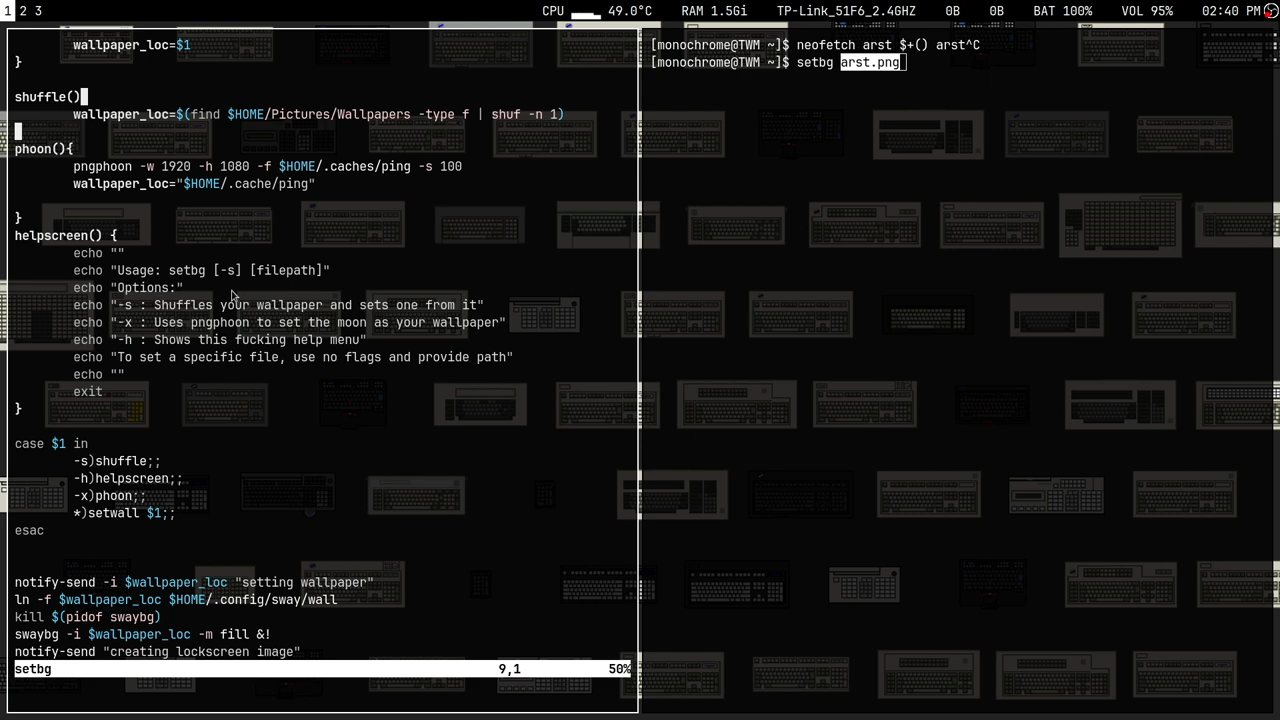 1 2 3 CPU 49.0°C RAM 1.5Gi TP-Link_51F6_2.4GHZ 0B 0B BAT 100% VOL 95% 02:40 PM
wallpaper_loc=$1
}
shuffle()
wallpaper_loc=$(find $HOME/Pictures/Wallpapers -type f | shuf -n 1)
phoon(){
pngphoon -w 1920 -h 1080 -f $HOME/.caches/ping -s 100
wallpaper_loc="$HOME/.cache/ping"
}
helpscreen() {
echo ""
echo "Usage: setbg [-s] [filepath]"
echo "Options:"
echo "-s : Shuffles your wallpaper and sets one from it"
echo "-x : Uses pngphoon to set the moon as your wallpaper"
echo "-h : Shows this fucking help menu"
echo "To set a specific file, use no flags and provide path"
echo ""
exit
}
case $1 in
-s)shuffle;;
-h)helpscreen;;
-x)phoon;;
*)setwall $1;;
esac
notify-send -i $wallpaper_loc "setting wallpaper"
ln -f $wallpaper_loc $HOME/.config/sway/wall
kill $(pidof swaybg)
swaybg -i $wallpaper_loc -m fill &!
notify-send "creating lockscreen image"
setbg 9,1 50%
[monochrome@TWM ~]$ neofetch arst $+() arst^C
[monochrome@TWM ~]$ setbg arst.png